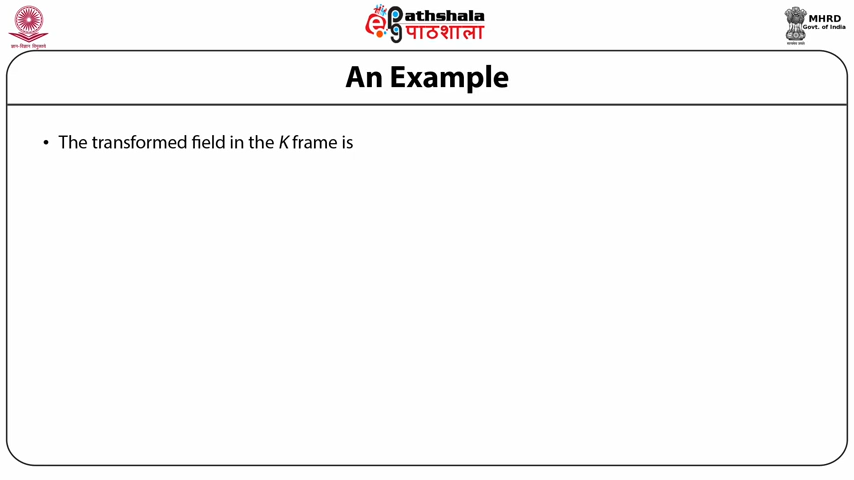 pathshala
पाठशाला
MHRD
Govt. of India
An Example
• The transformed field in the K frame is